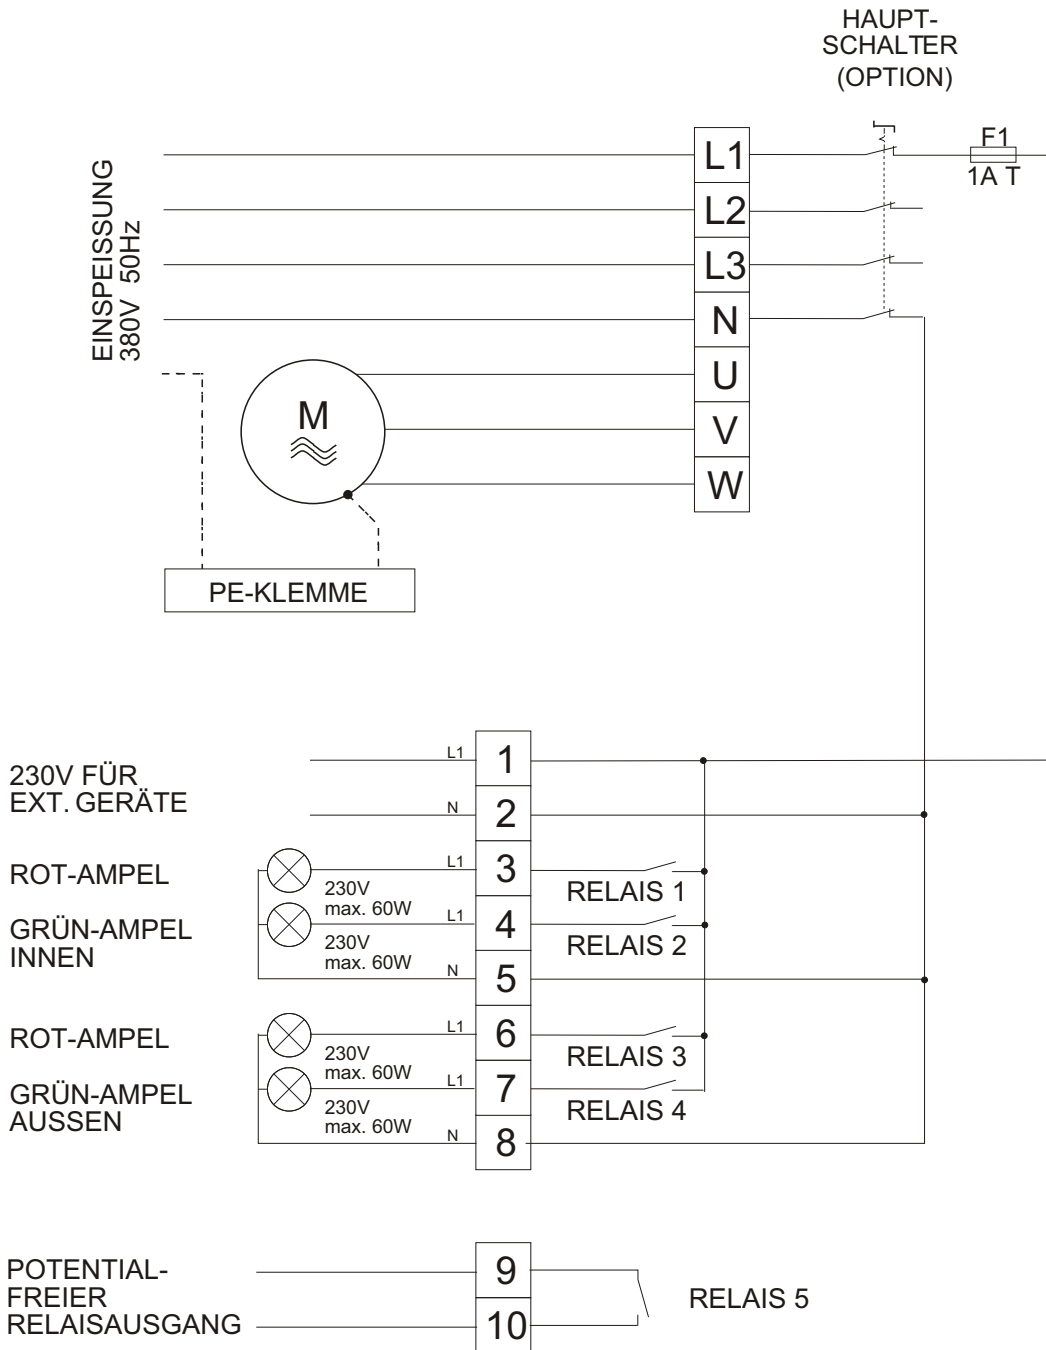 HAUPT-
SCHALTER
(OPTION)
EINSPEISSUNG
380V 50Hz
L1
F1
1A T
L2
L3
N
U
M
V
W
PE-KLEMME
230V FÜR
EXT. GERÄTE
L1
1
N
2
ROT-AMPEL
L1
3
230V
max. 60W
RELAIS 1
GRÜN-AMPEL
INNEN
L1
4
230V
max. 60W
RELAIS 2
N
5
ROT-AMPEL
L1
6
230V
max. 60W
RELAIS 3
GRÜN-AMPEL
AUSSEN
L1
7
230V
max. 60W
RELAIS 4
N
8
POTENTIAL-
FREIER
RELAISAUSGANG
9
10
RELAIS 5